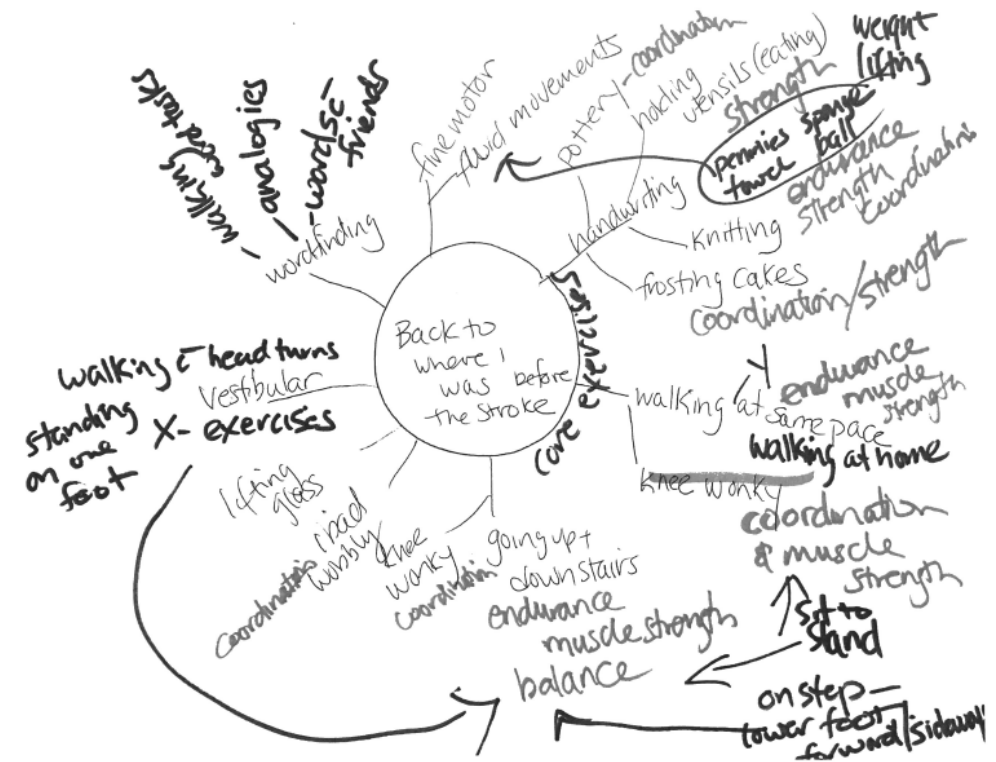 Back to
where I
was before
the stroke
core exercises
wordfinding
walking
word tasks
analogies
words c
friends
fine motor
fluid movements
handwriting
pottery - coordination
holding
utensils (eating)
strength
weight
lifting
pennies sponge
towel ball
endurance
strength
coordination
knitting
frosting cakes
coordination/strength
walking at same pace
endurance
muscle
strength
walking at home
knee wonky
coordination
& muscle
strength
sit to
stand
on step -
lower foot
forward/sideways
going up +
downstairs
endurance
muscle strength
balance
knee
wonky
coordination
lifting
glass
wobbly
coordination
vestibular
walking c head turns
X- exercises
standing
on one
foot